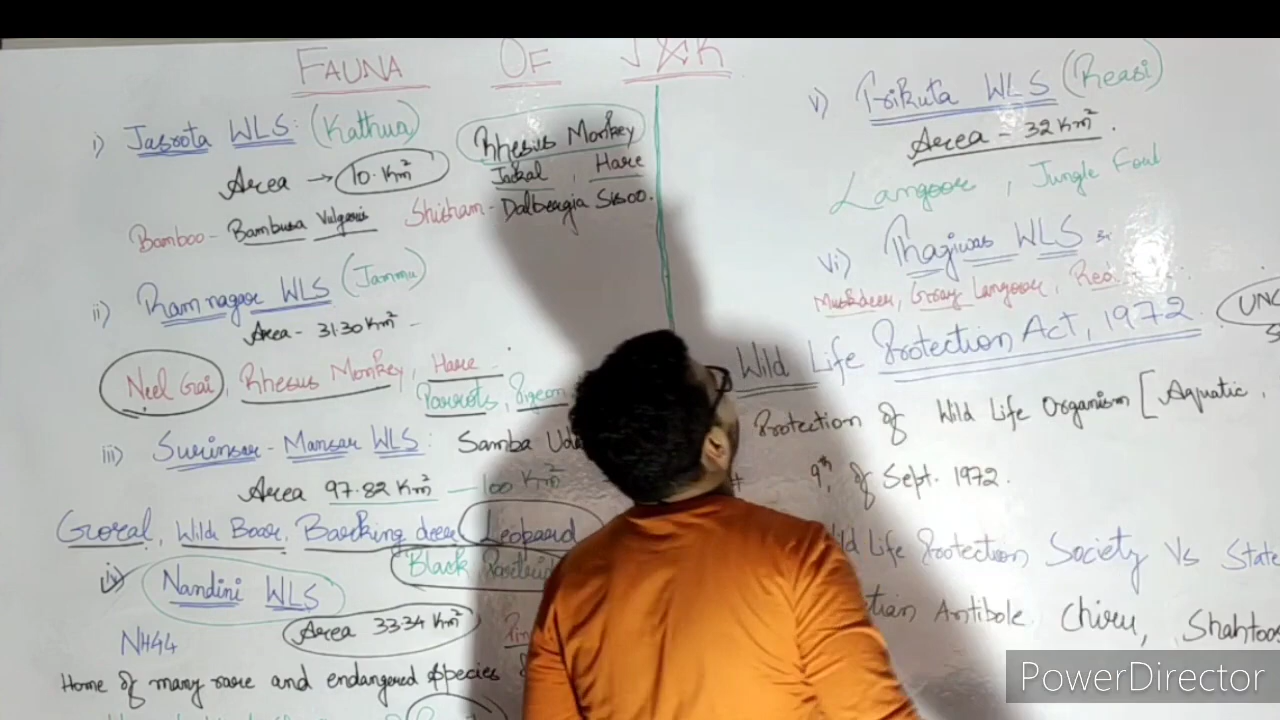 FAUNA OF J&K
i) Jasrota WLS: (Kathua)
Rhesus Monkey
Area → 10. Km²
Jackal, Hare
Bamboo - Bambusa Vulgaris Shisham - Dalbergia Sissoo.
ii) Ramnagar WLS (Jammu)
Area - 31.30 Km² -
Neel Gai, Rhesus Monkey, Hare
Parrots, Pigeon
iii) Surinsar - Mansar WLS: Samba
Area 97.82 Km² - 100 Km²
Goral, Wild Boar, Barking deer Leopard
Black
iv) Nandini WLS
Area 33.34 Km²
NH44
Home of many rare and endangered species
v) Trikuta WLS (Reasi)
Area - 32 Km².
Langoor, Jungle Foul
vi) Thajiwas WLS
Muskdeer, Gray Langoor, Red
Wild Life Protection Act, 1972
Protection of Wild Life Organism [Aquatic,
# 9th, of Sept. 1972.
Life Protection Society Vs State
Antibole Chiru, Shahtoos
PowerDirector